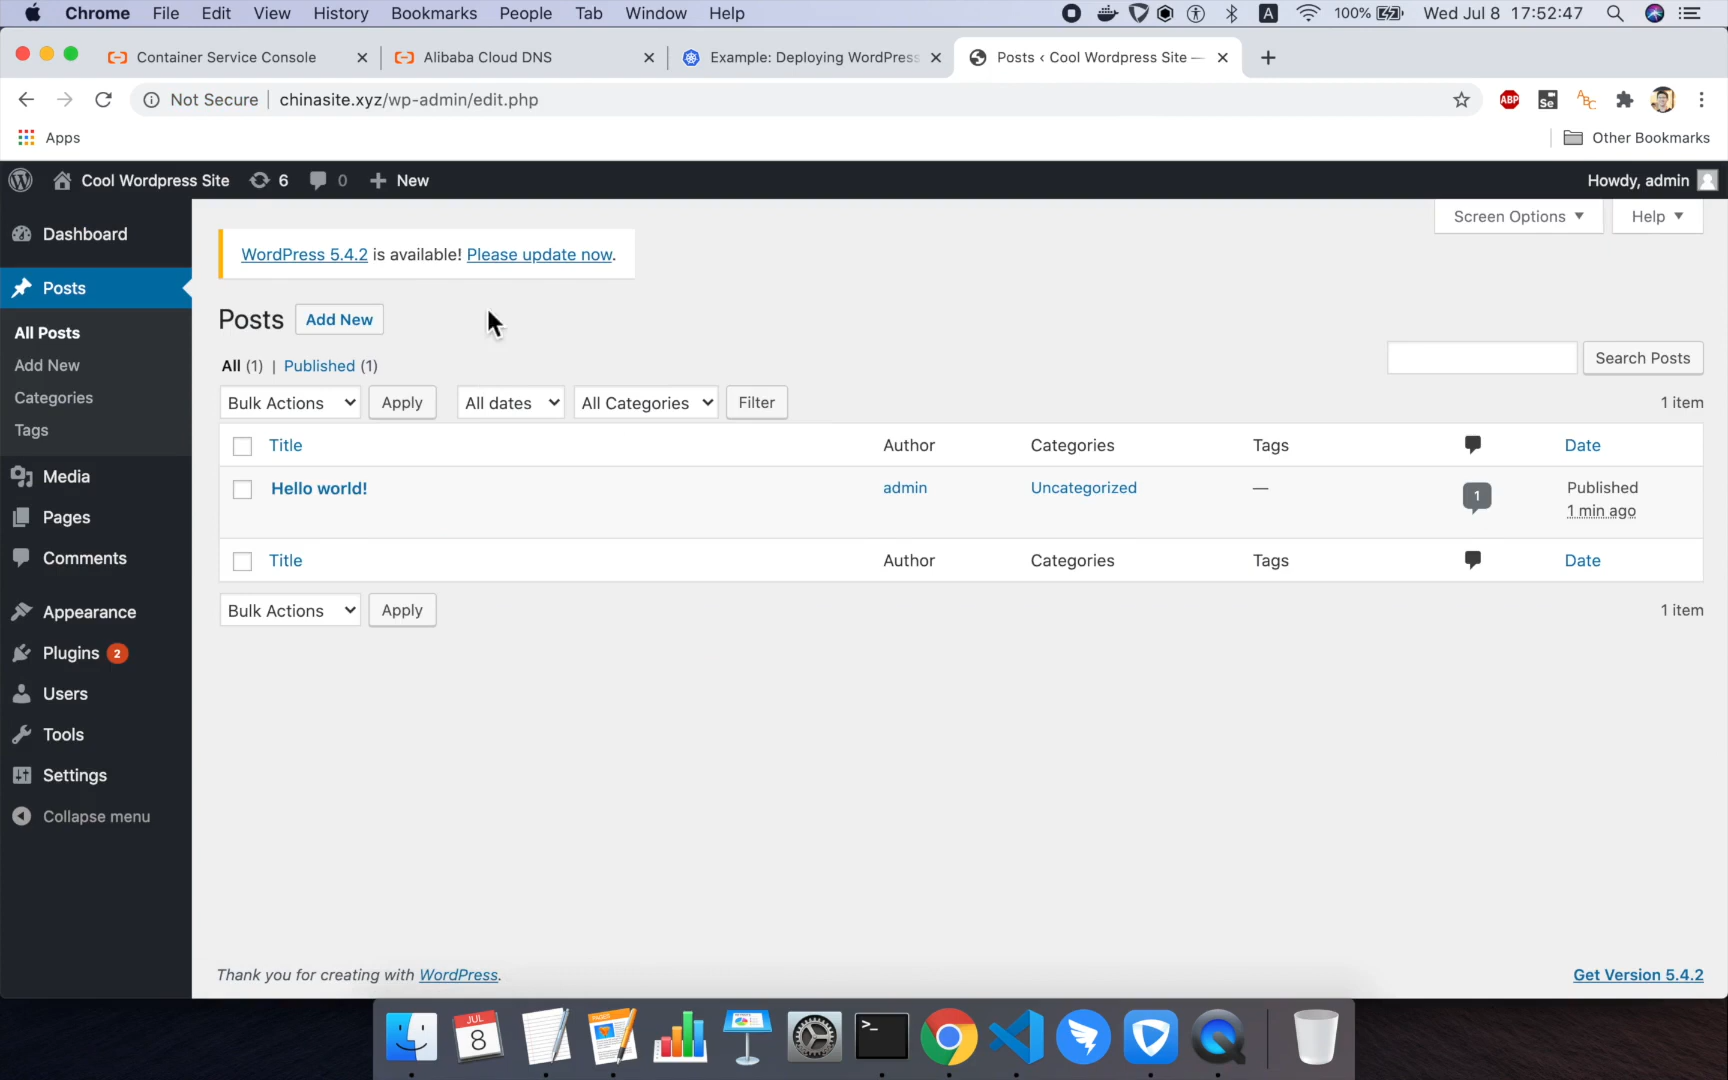 Chrome File Edit View History Bookmarks People Tab Window Help A 100% Wed Jul 8 17:52:47
Container Service Console Alibaba Cloud DNS Example: Deploying WordPress Posts ‹ Cool Wordpress Site —
Not Secure chinasite.xyz/wp-admin/edit.php ABP Se ABC
Apps Other Bookmarks
Cool Wordpress Site 6 0 + New Howdy, admin
Screen Options ▼ Help ▼
Dashboard
WordPress 5.4.2 is available! Please update now.
Posts
All Posts
Add New
Categories
Tags
Media
Pages
Comments
Appearance
Plugins 2
Users
Tools
Settings
Collapse menu
Posts Add New
All (1) | Published (1)
Search Posts
Bulk Actions Apply All dates All Categories Filter 1 item
Title Author Categories Tags Date
Hello world! admin Uncategorized — 1 Published
1 min ago
Title Author Categories Tags Date
Bulk Actions Apply 1 item
Thank you for creating with WordPress. Get Version 5.4.2
JUL
8
PAGES
>_